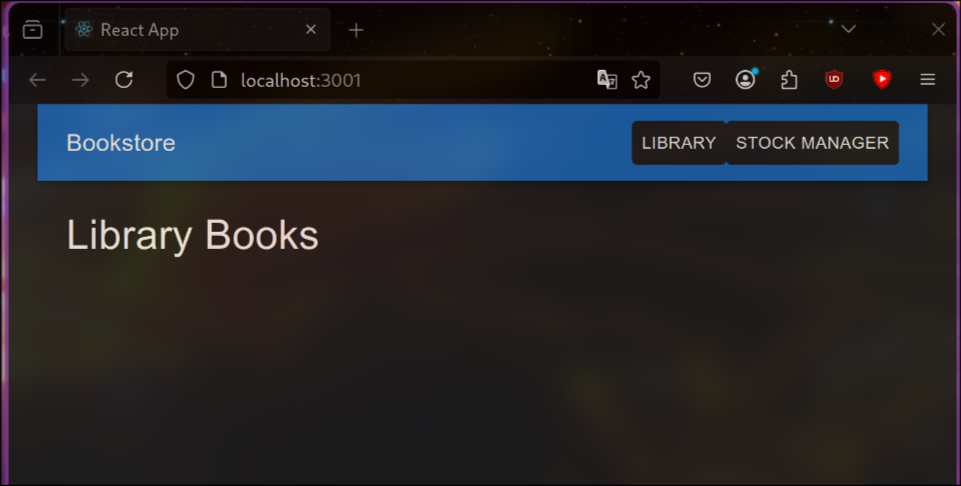 React App
localhost:3001
Bookstore
LIBRARY STOCK MANAGER
Library Books